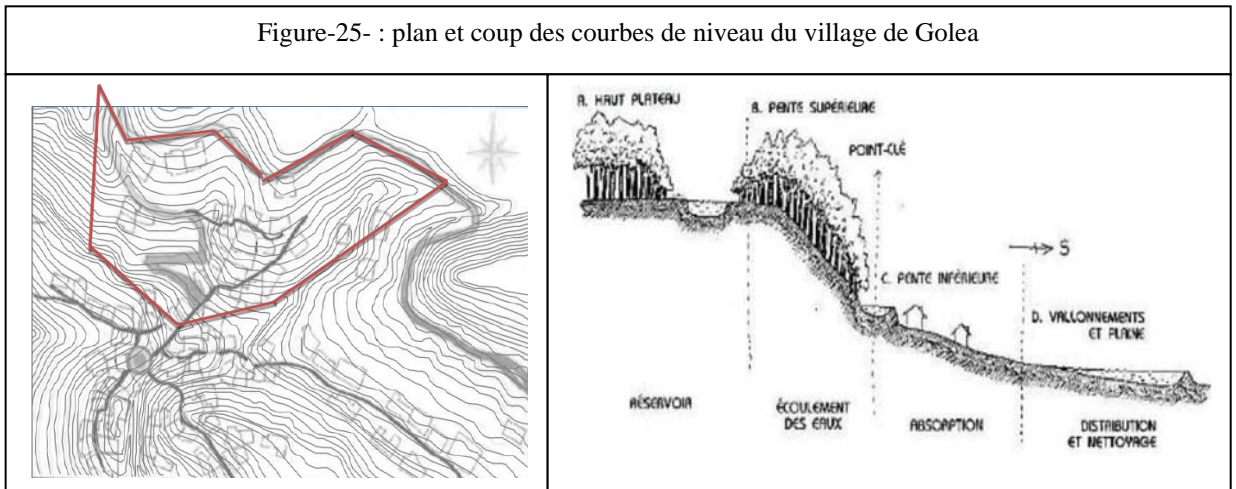 Figure-25- : plan et coup des courbes de niveau du village de Golea
A. HAUT PLATEAU
B. PENTE SUPÉRIEURE
POINT-CLÉ
S
C. PENTE INFÉRIEURE
D. VALLONNEMENTS
ET PLAINE
RÉSERVOIR
ÉCOULEMENT
DES EAUX
ABSORPTION
DISTRIBUTION
ET NETTOYAGE